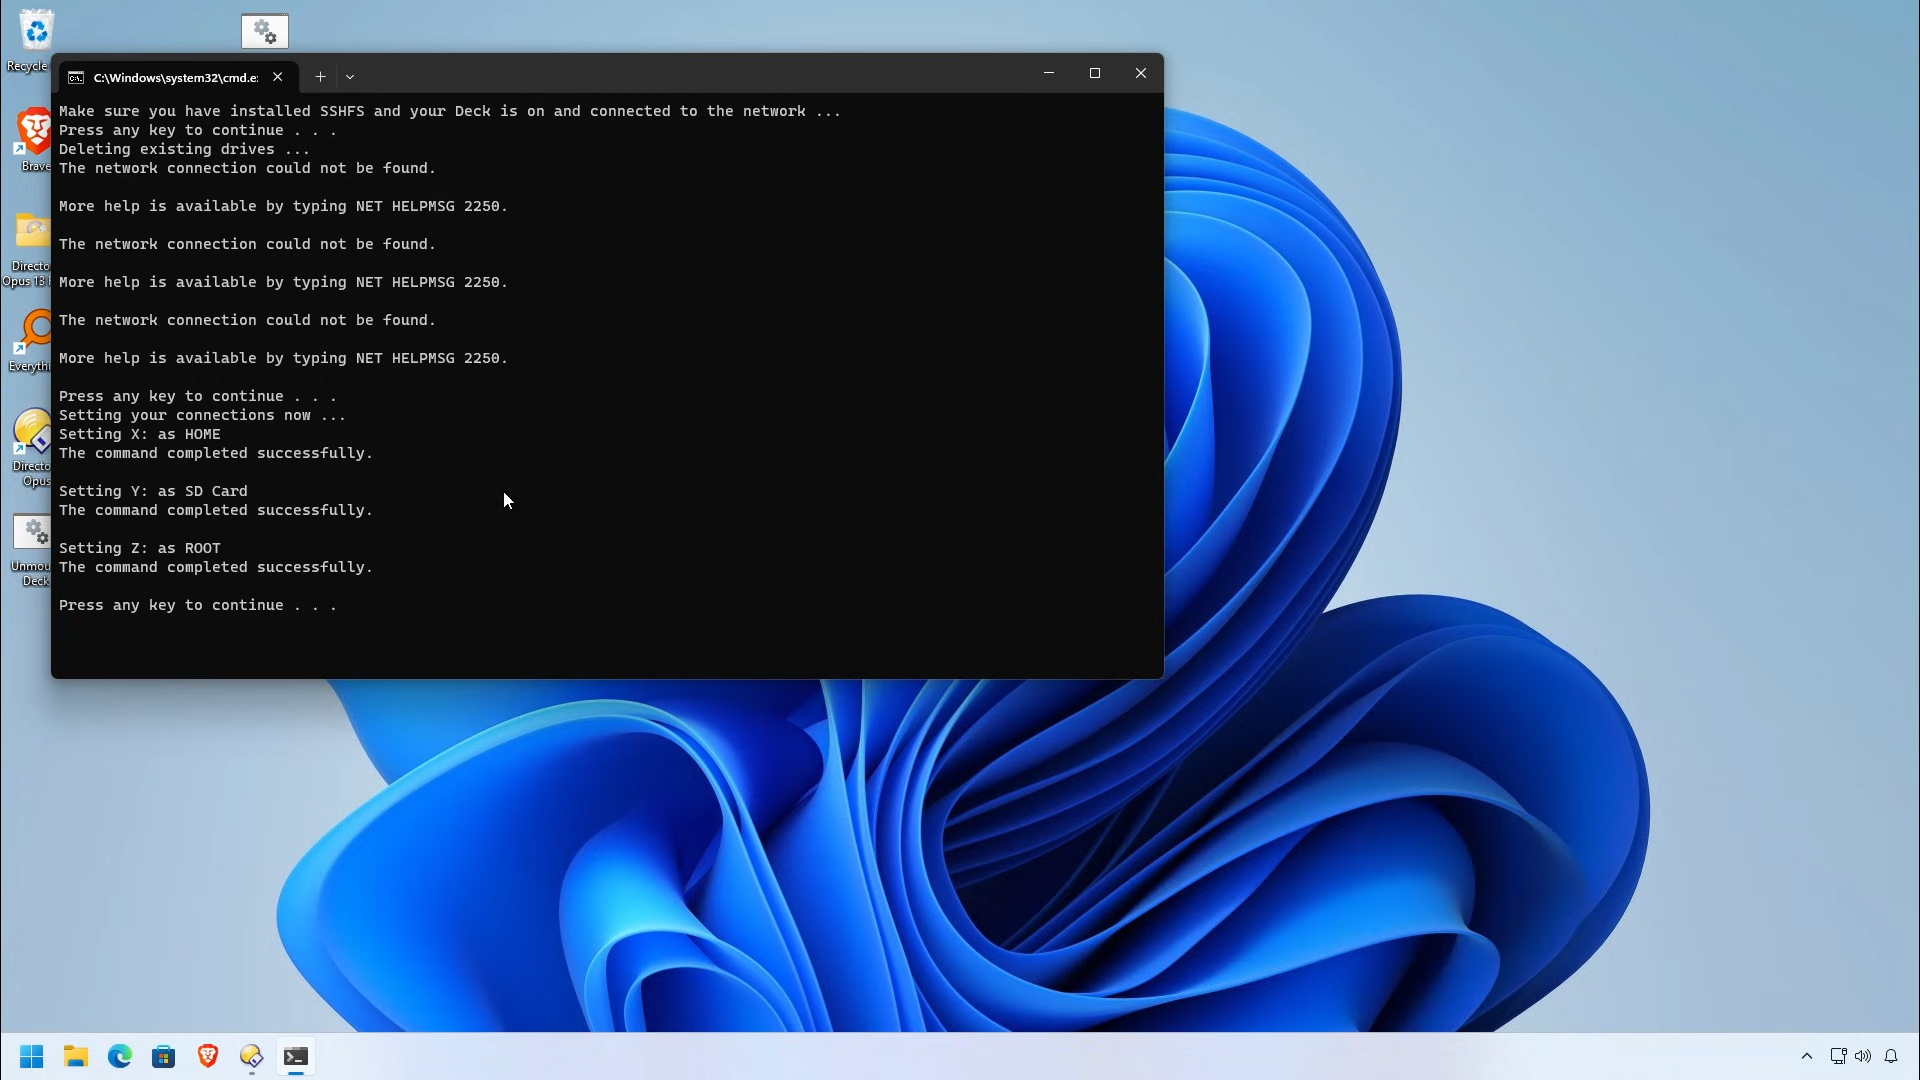 Recycle
Brave
Directo
Opus 13
Everythi
Directo
Opus
Unmou
Deck
C:\Windows\system32\cmd.e:
Make sure you have installed SSHFS and your Deck is on and connected to the network ...
Press any key to continue . . .
Deleting existing drives ...
The network connection could not be found.
More help is available by typing NET HELPMSG 2250.
The network connection could not be found.
More help is available by typing NET HELPMSG 2250.
The network connection could not be found.
More help is available by typing NET HELPMSG 2250.
Press any key to continue . . .
Setting your connections now ...
Setting X: as HOME
The command completed successfully.
Setting Y: as SD Card
The command completed successfully.
Setting Z: as ROOT
The command completed successfully.
Press any key to continue . . .